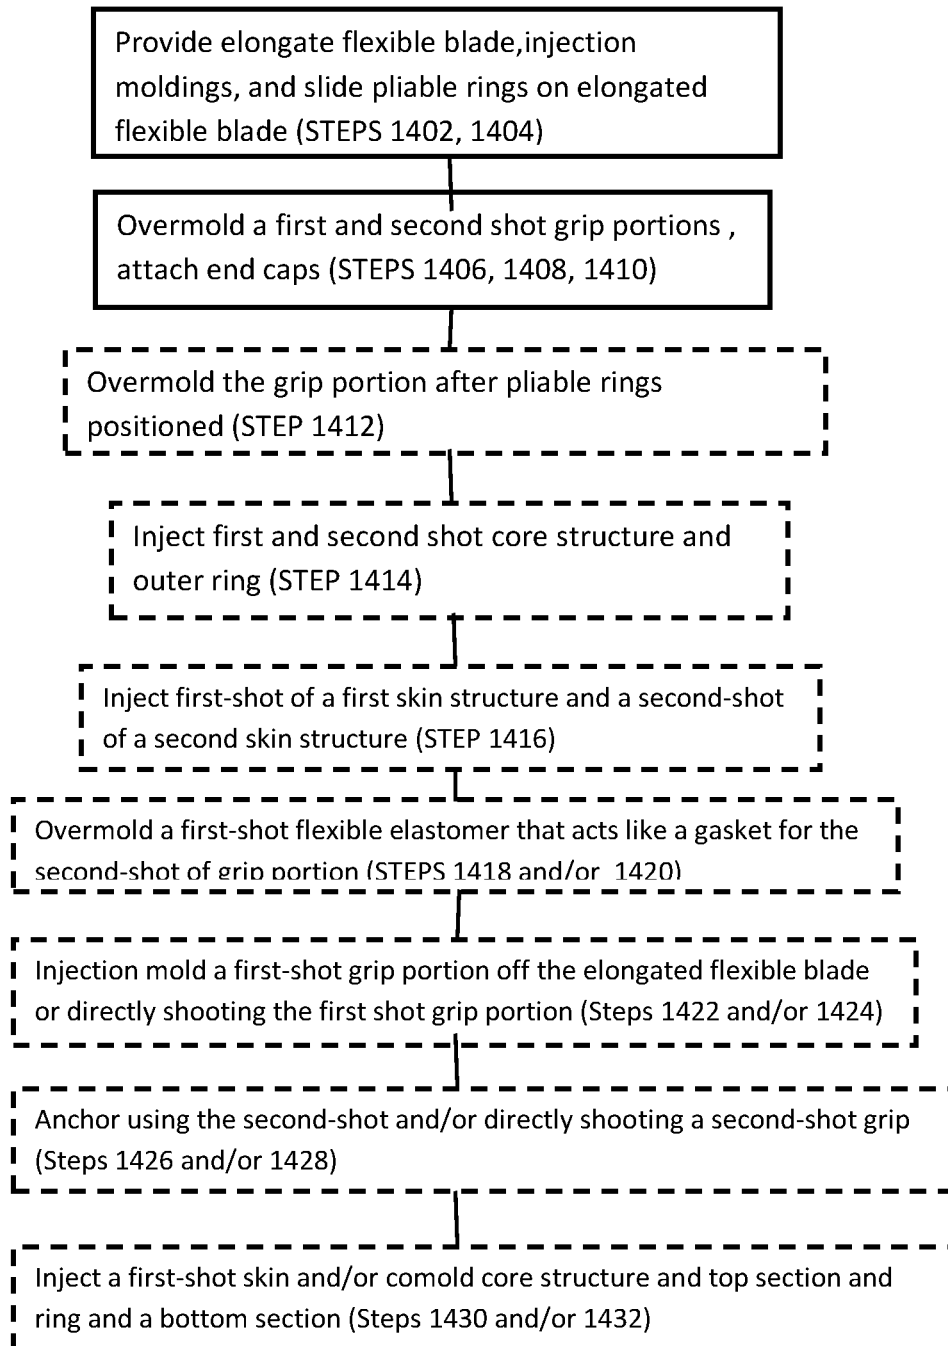 Provide elongate flexible blade,injection
moldings, and slide pliable rings on elongated
flexible blade (STEPS 1402, 1404)
Overmold a first and second shot grip portions ,
attach end caps (STEPS 1406, 1408, 1410)
Overmold the grip portion after pliable rings
positioned (STEP 1412)
Inject first and second shot core structure and
outer ring (STEP 1414)
Inject first-shot of a first skin structure and a second-shot
of a second skin structure (STEP 1416)
Overmold a first-shot flexible elastomer that acts like a gasket for the
second-shot of grip portion (STEPS 1418 and/or 1420)
Injection mold a first-shot grip portion off the elongated flexible blade
or directly shooting the first shot grip portion (Steps 1422 and/or 1424)
Anchor using the second-shot and/or directly shooting a second-shot grip
(Steps 1426 and/or 1428)
Inject a first-shot skin and/or comold core structure and top section and
ring and a bottom section (Steps 1430 and/or 1432)